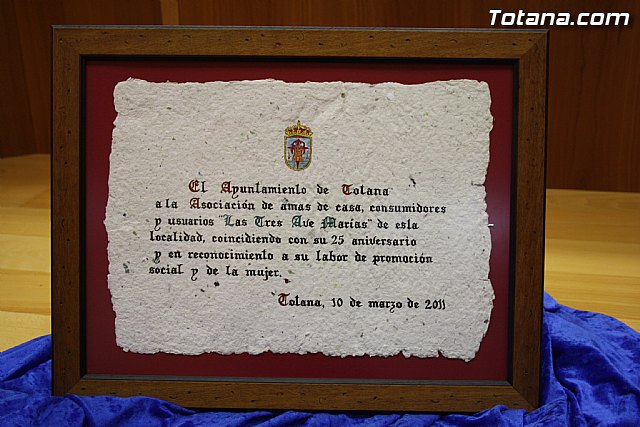 Totana.com
El Ayuntamiento de Totana
a la Asociación de amas de casa, consumidores
y usuarios "Las Tres Ave Marías" de esta
localidad, coincidiendo con su 25 aniversario
y en reconocimiento a su labor de promoción
social y de la mujer.
Totana, 10 de marzo de 2011